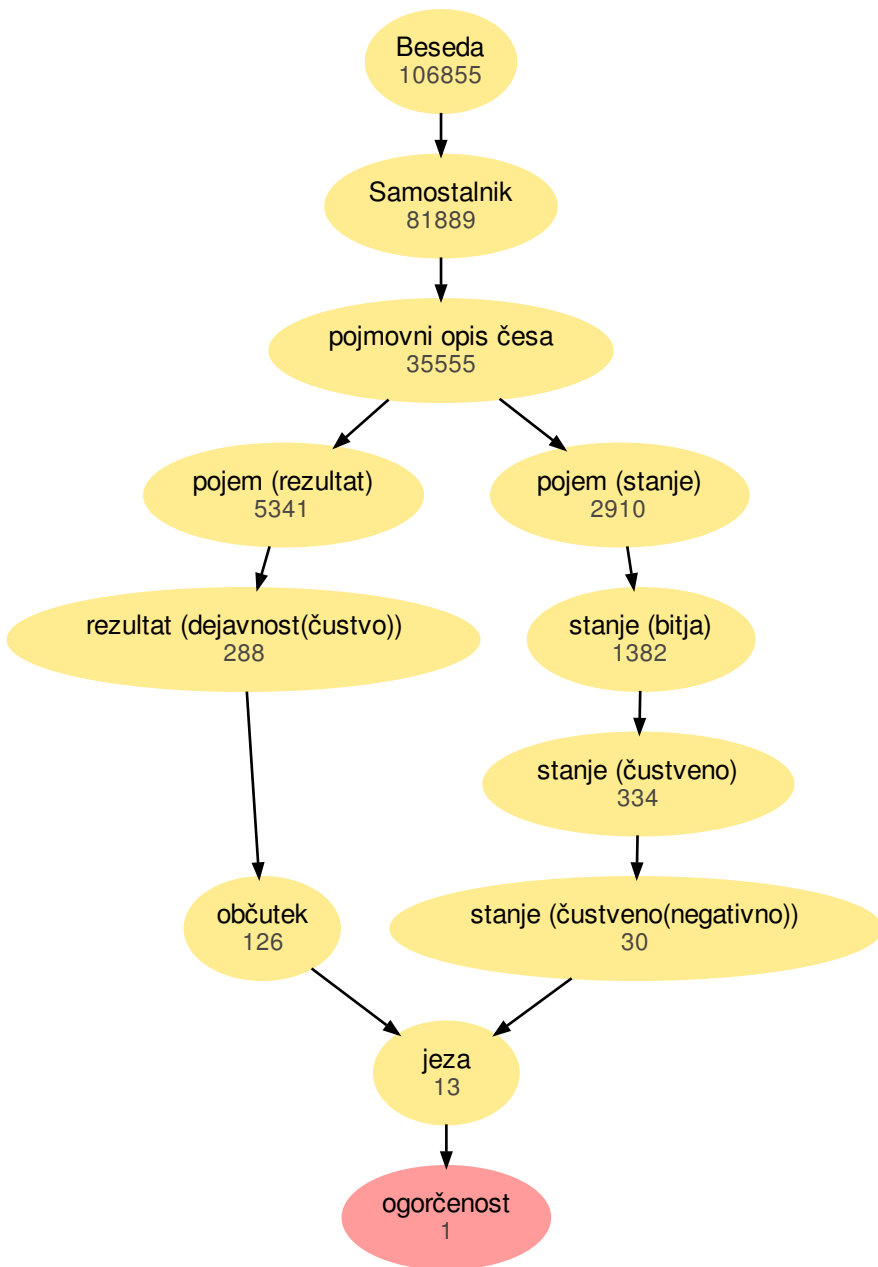 Beseda
106855
Samostalnik
81889
pojmovni opis česa
35555
pojem (rezultat)
5341
pojem (stanje)
2910
rezultat (dejavnost(čustvo))
288
stanje (bitja)
1382
stanje (čustveno)
334
občutek
126
stanje (čustveno(negativno))
30
jeza
13
ogorčenost
1